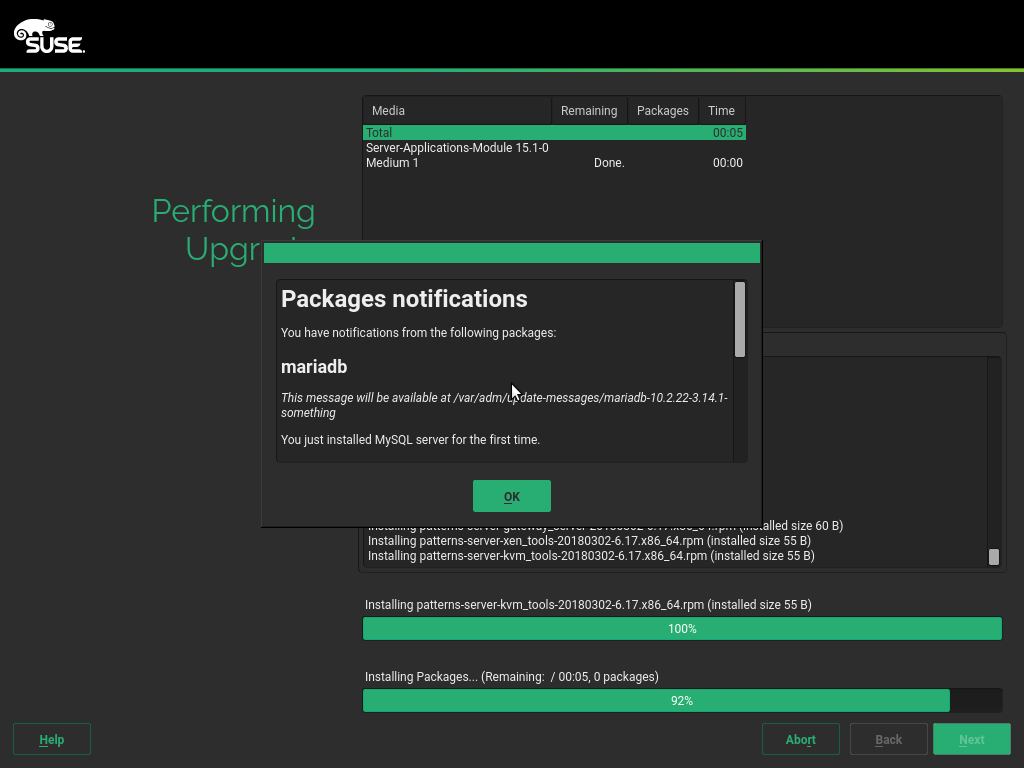 SUSE.
Media Remaining Packages Time
Total 00:05
Server-Applications-Module 15.1-0
Medium 1 Done. 00:00
Performing
Packages notifications
You have notifications from the following packages:
mariadb
This message will be available at /var/adm/update-messages/mariadb-10.2.22-3.14.1-
something
You just installed MySQL server for the first time.
OK
Installing patterns-server-gateway_server-20180302-6.17.x86_64.rpm (installed size 60 B)
Installing patterns-server-xen_tools-20180302-6.17.x86_64.rpm (installed size 55 B)
Installing patterns-server-kvm_tools-20180302-6.17.x86_64.rpm (installed size 55 B)
Installing patterns-server-kvm_tools-20180302-6.17.x86_64.rpm (installed size 55 B)
100%
Installing Packages... (Remaining: / 00:05, 0 packages)
92%
Help Abort Back Next